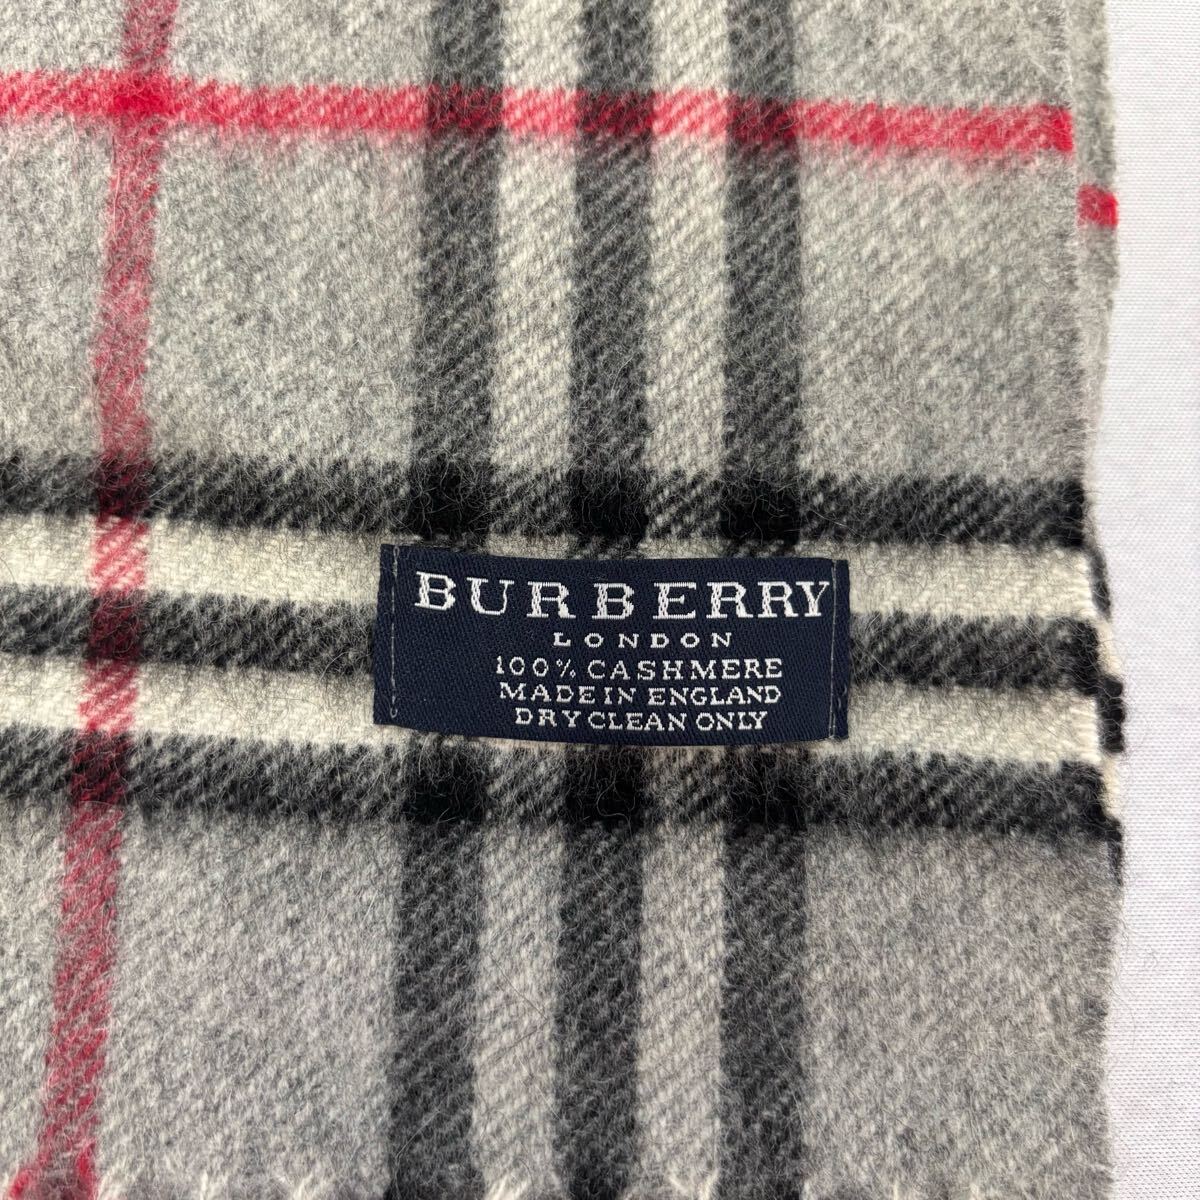 BURBERRY
LONDON
100% CASHMERE
MADE IN ENGLAND
DRY CLEAN ONLY